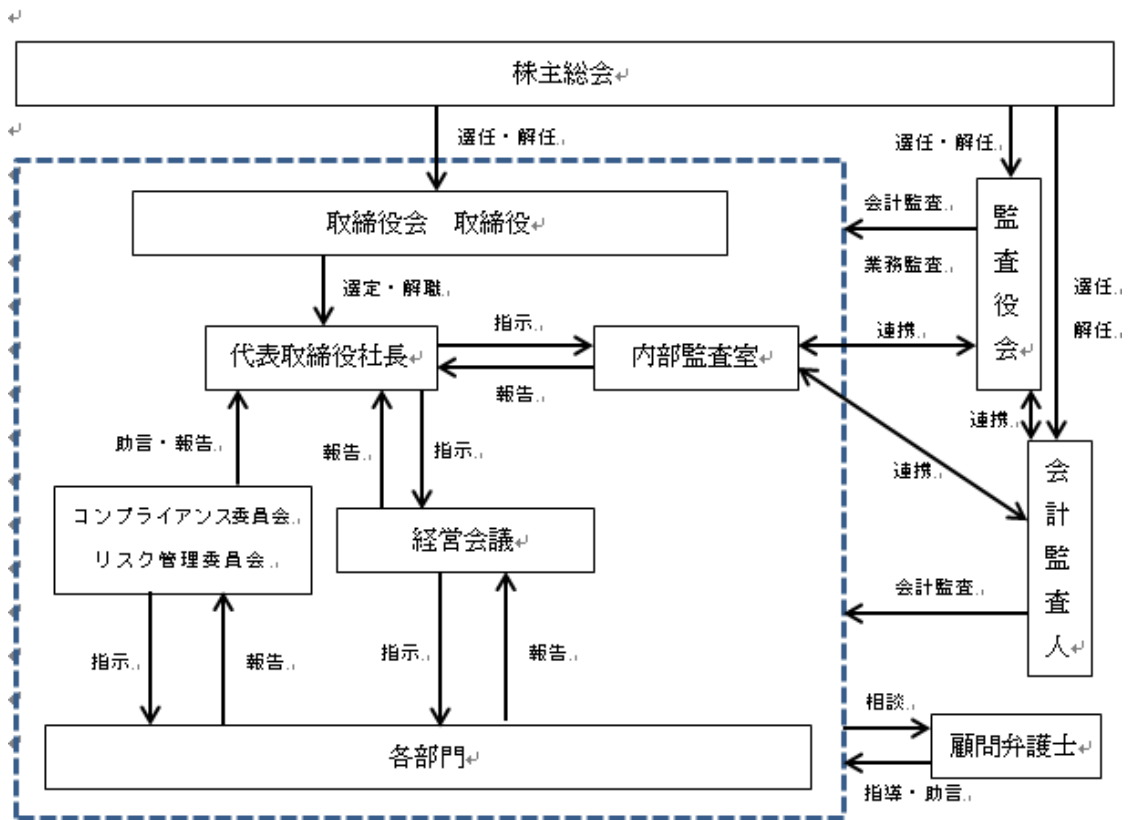 株主総会
選任・解任
選任・解任
取締役会　取締役
会計監査
業務監査
監査役会
選任
解任
選定・解職
代表取締役社長
指示
報告
内部監査室
連携
連携
助言・報告
報告
指示
連携
会計監査人
コンプライアンス委員会
リスク管理委員会
経営会議
会計監査
指示
報告
指示
報告
相談
顧問弁護士
指導・助言
各部門